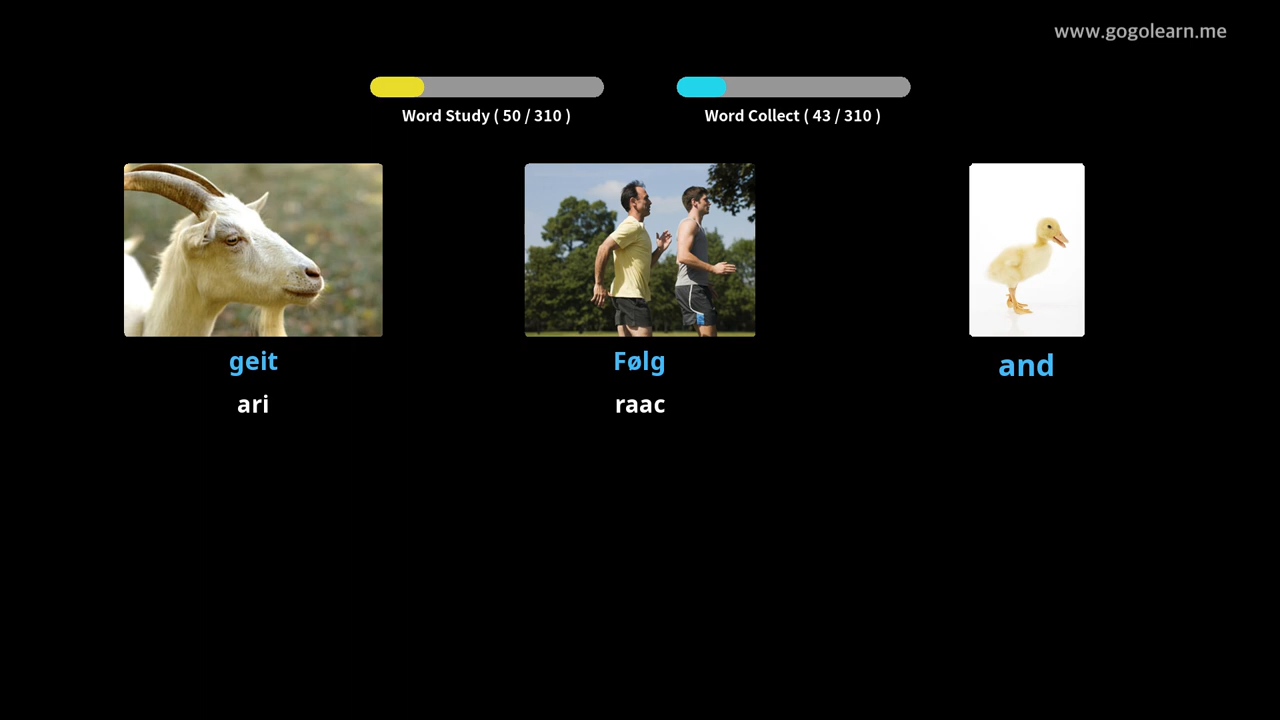 www.gogolearn.me
Word Study ( 50 / 310 )
Word Collect ( 43 / 310 )
geit
Følg
and
ari
raac